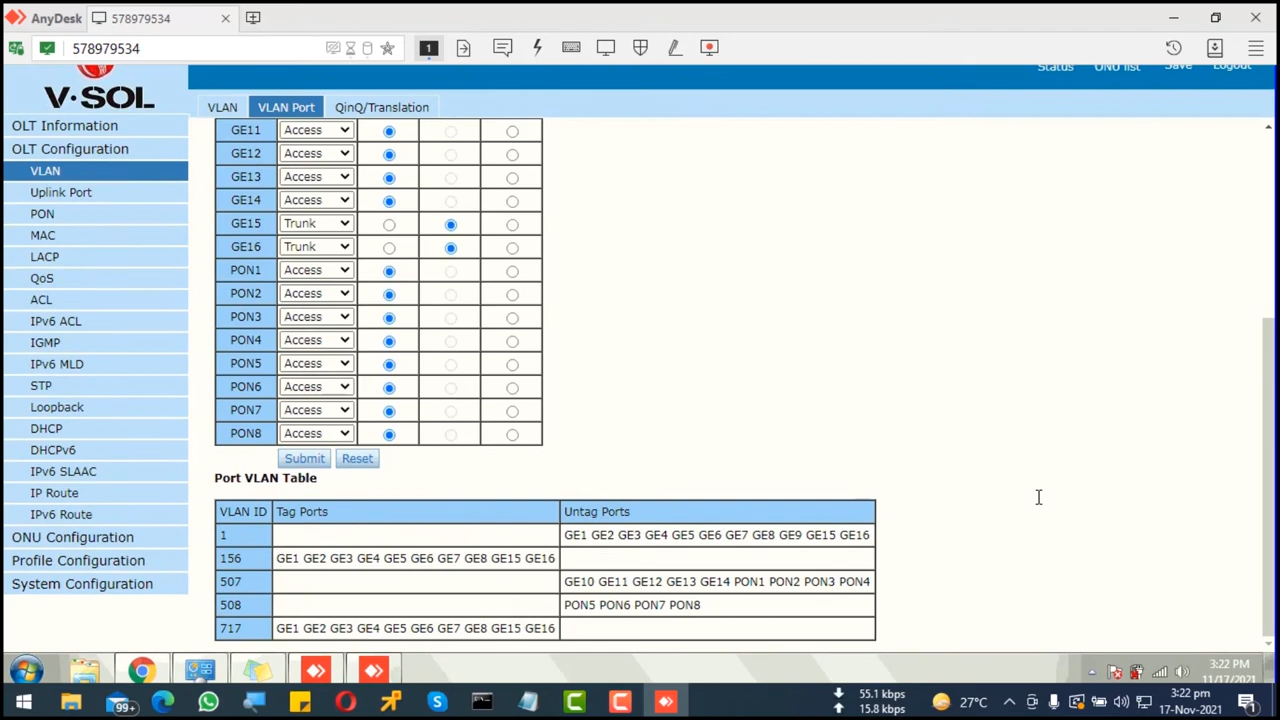 AnyDesk 578979534
578979534 1
V·SOL
Status ONU list Save Logout
VLAN VLAN Port QinQ/Translation
OLT Information
OLT Configuration
VLAN
Uplink Port
PON
MAC
LACP
QoS
ACL
IPv6 ACL
IGMP
IPv6 MLD
STP
Loopback
DHCP
DHCPv6
IPv6 SLAAC
IP Route
IPv6 Route
ONU Configuration
Profile Configuration
System Configuration
GE11 Access
GE12 Access
GE13 Access
GE14 Access
GE15 Trunk
GE16 Trunk
PON1 Access
PON2 Access
PON3 Access
PON4 Access
PON5 Access
PON6 Access
PON7 Access
PON8 Access
Submit Reset
Port VLAN Table
VLAN ID Tag Ports Untag Ports
1 GE1 GE2 GE3 GE4 GE5 GE6 GE7 GE8 GE9 GE15 GE16
156 GE1 GE2 GE3 GE4 GE5 GE6 GE7 GE8 GE15 GE16
507 GE10 GE11 GE12 GE13 GE14 PON1 PON2 PON3 PON4
508 PON5 PON6 PON7 PON8
717 GE1 GE2 GE3 GE4 GE5 GE6 GE7 GE8 GE15 GE16
3:22 PM
11/17/2021
99+
55.1 kbps
15.8 kbps
27°C
3:22 pm
17-Nov-2021
1